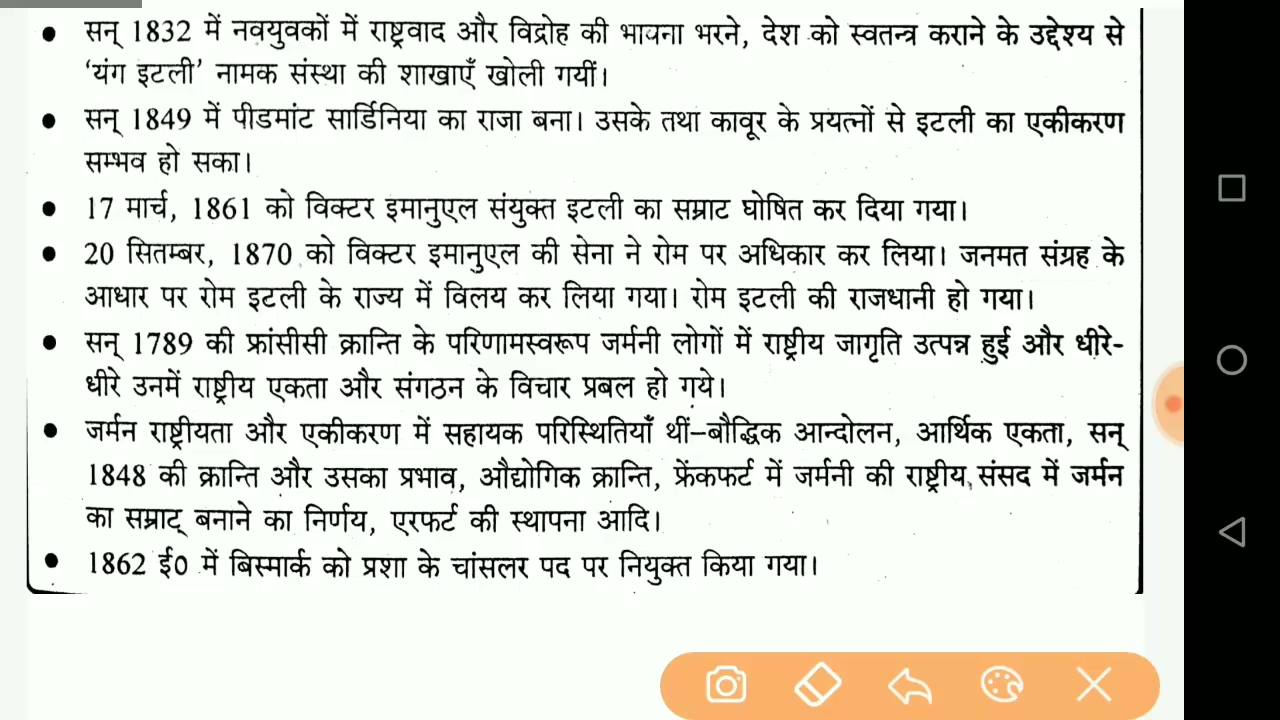 • सन् 1832 में नवयुवकों में राष्ट्रवाद और विद्रोह की भावना भरने, देश को स्वतन्त्र कराने के उद्देश्य से
'यंग इटली' नामक संस्था की शाखाएँ खोली गयीं।
• सन् 1849 में पीडमांट सार्डिनिया का राजा बना। उसके तथा कावूर के प्रयत्नों से इटली का एकीकरण
सम्भव हो सका।
• 17 मार्च, 1861 को विक्टर इमानुएल संयुक्त इटली का सम्राट घोषित कर दिया गया।
• 20 सितम्बर, 1870 को विक्टर इमानुएल की सेना ने रोम पर अधिकार कर लिया। जनमत संग्रह के
आधार पर रोम इटली के राज्य में विलय कर लिया गया। रोम इटली की राजधानी हो गया।
• सन् 1789 की फ्रांसीसी क्रान्ति के परिणामस्वरूप जर्मनी लोगों में राष्ट्रीय जागृति उत्पन्न हुई और धीरे-
धीरे उनमें राष्ट्रीय एकता और संगठन के विचार प्रबल हो गये।
• जर्मन राष्ट्रीयता और एकीकरण में सहायक परिस्थितियाँ थीं–बौद्धिक आन्दोलन, आर्थिक एकता, सन्
1848 की क्रान्ति और उसका प्रभाव, औद्योगिक क्रान्ति, फ्रेंकफर्ट में जर्मनी की राष्ट्रीय संसद में जर्मन
का सम्राट् बनाने का निर्णय, एरफर्ट की स्थापना आदि।
• 1862 ई0 में बिस्मार्क को प्रशा के चांसलर पद पर नियुक्त किया गया।